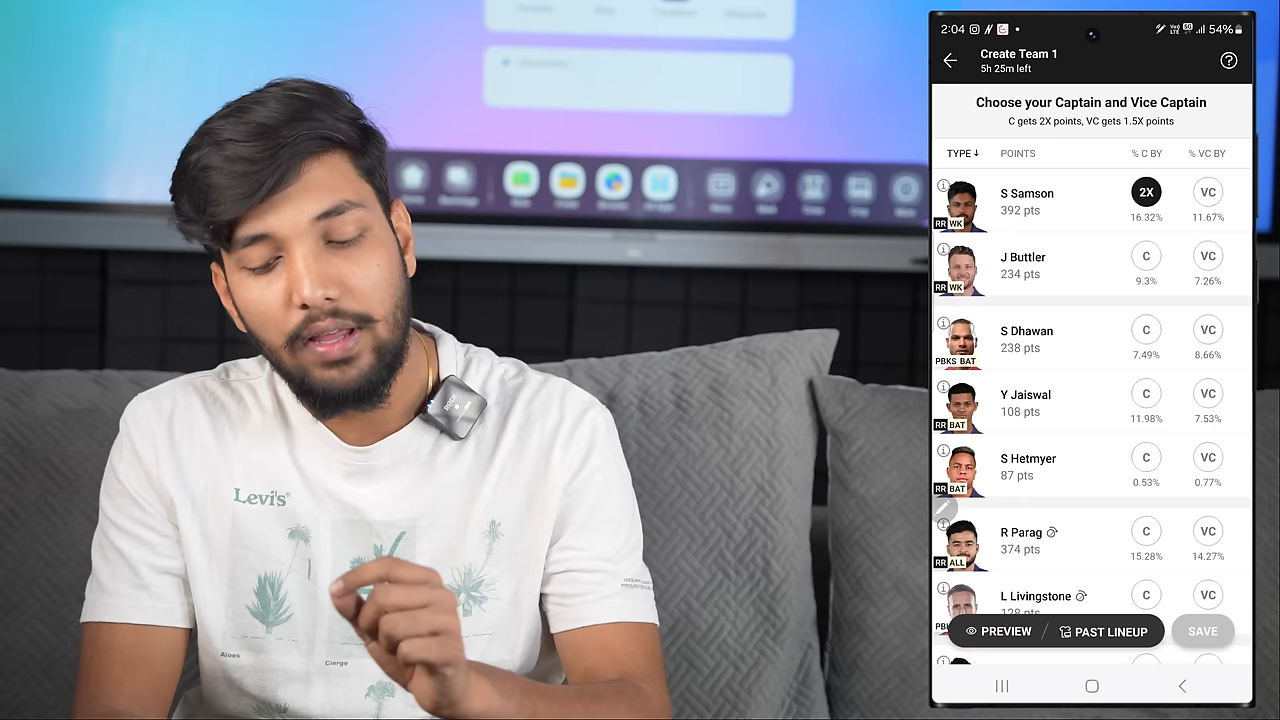 2:04
54%
Create Team 1
5h 25m left
Choose your Captain and Vice Captain
C gets 2X points, VC gets 1.5X points
TYPE↓ POINTS % C BY % VC BY
S Samson
392 pts
2X VC
16.32% 11.67%
RR WK
J Buttler
234 pts
C VC
9.3% 7.26%
RR WK
S Dhawan
238 pts
C VC
7.49% 8.66%
PBKS BAT
Y Jaiswal
108 pts
C VC
11.98% 7.53%
RR BAT
S Hetmyer
87 pts
C VC
0.53% 0.77%
RR BAT
R Parag
374 pts
C VC
15.28% 14.27%
RR ALL
L Livingstone
128 pts
C VC
PREVIEW / PAST LINEUP
SAVE
Levi's
Aloes
Cierge